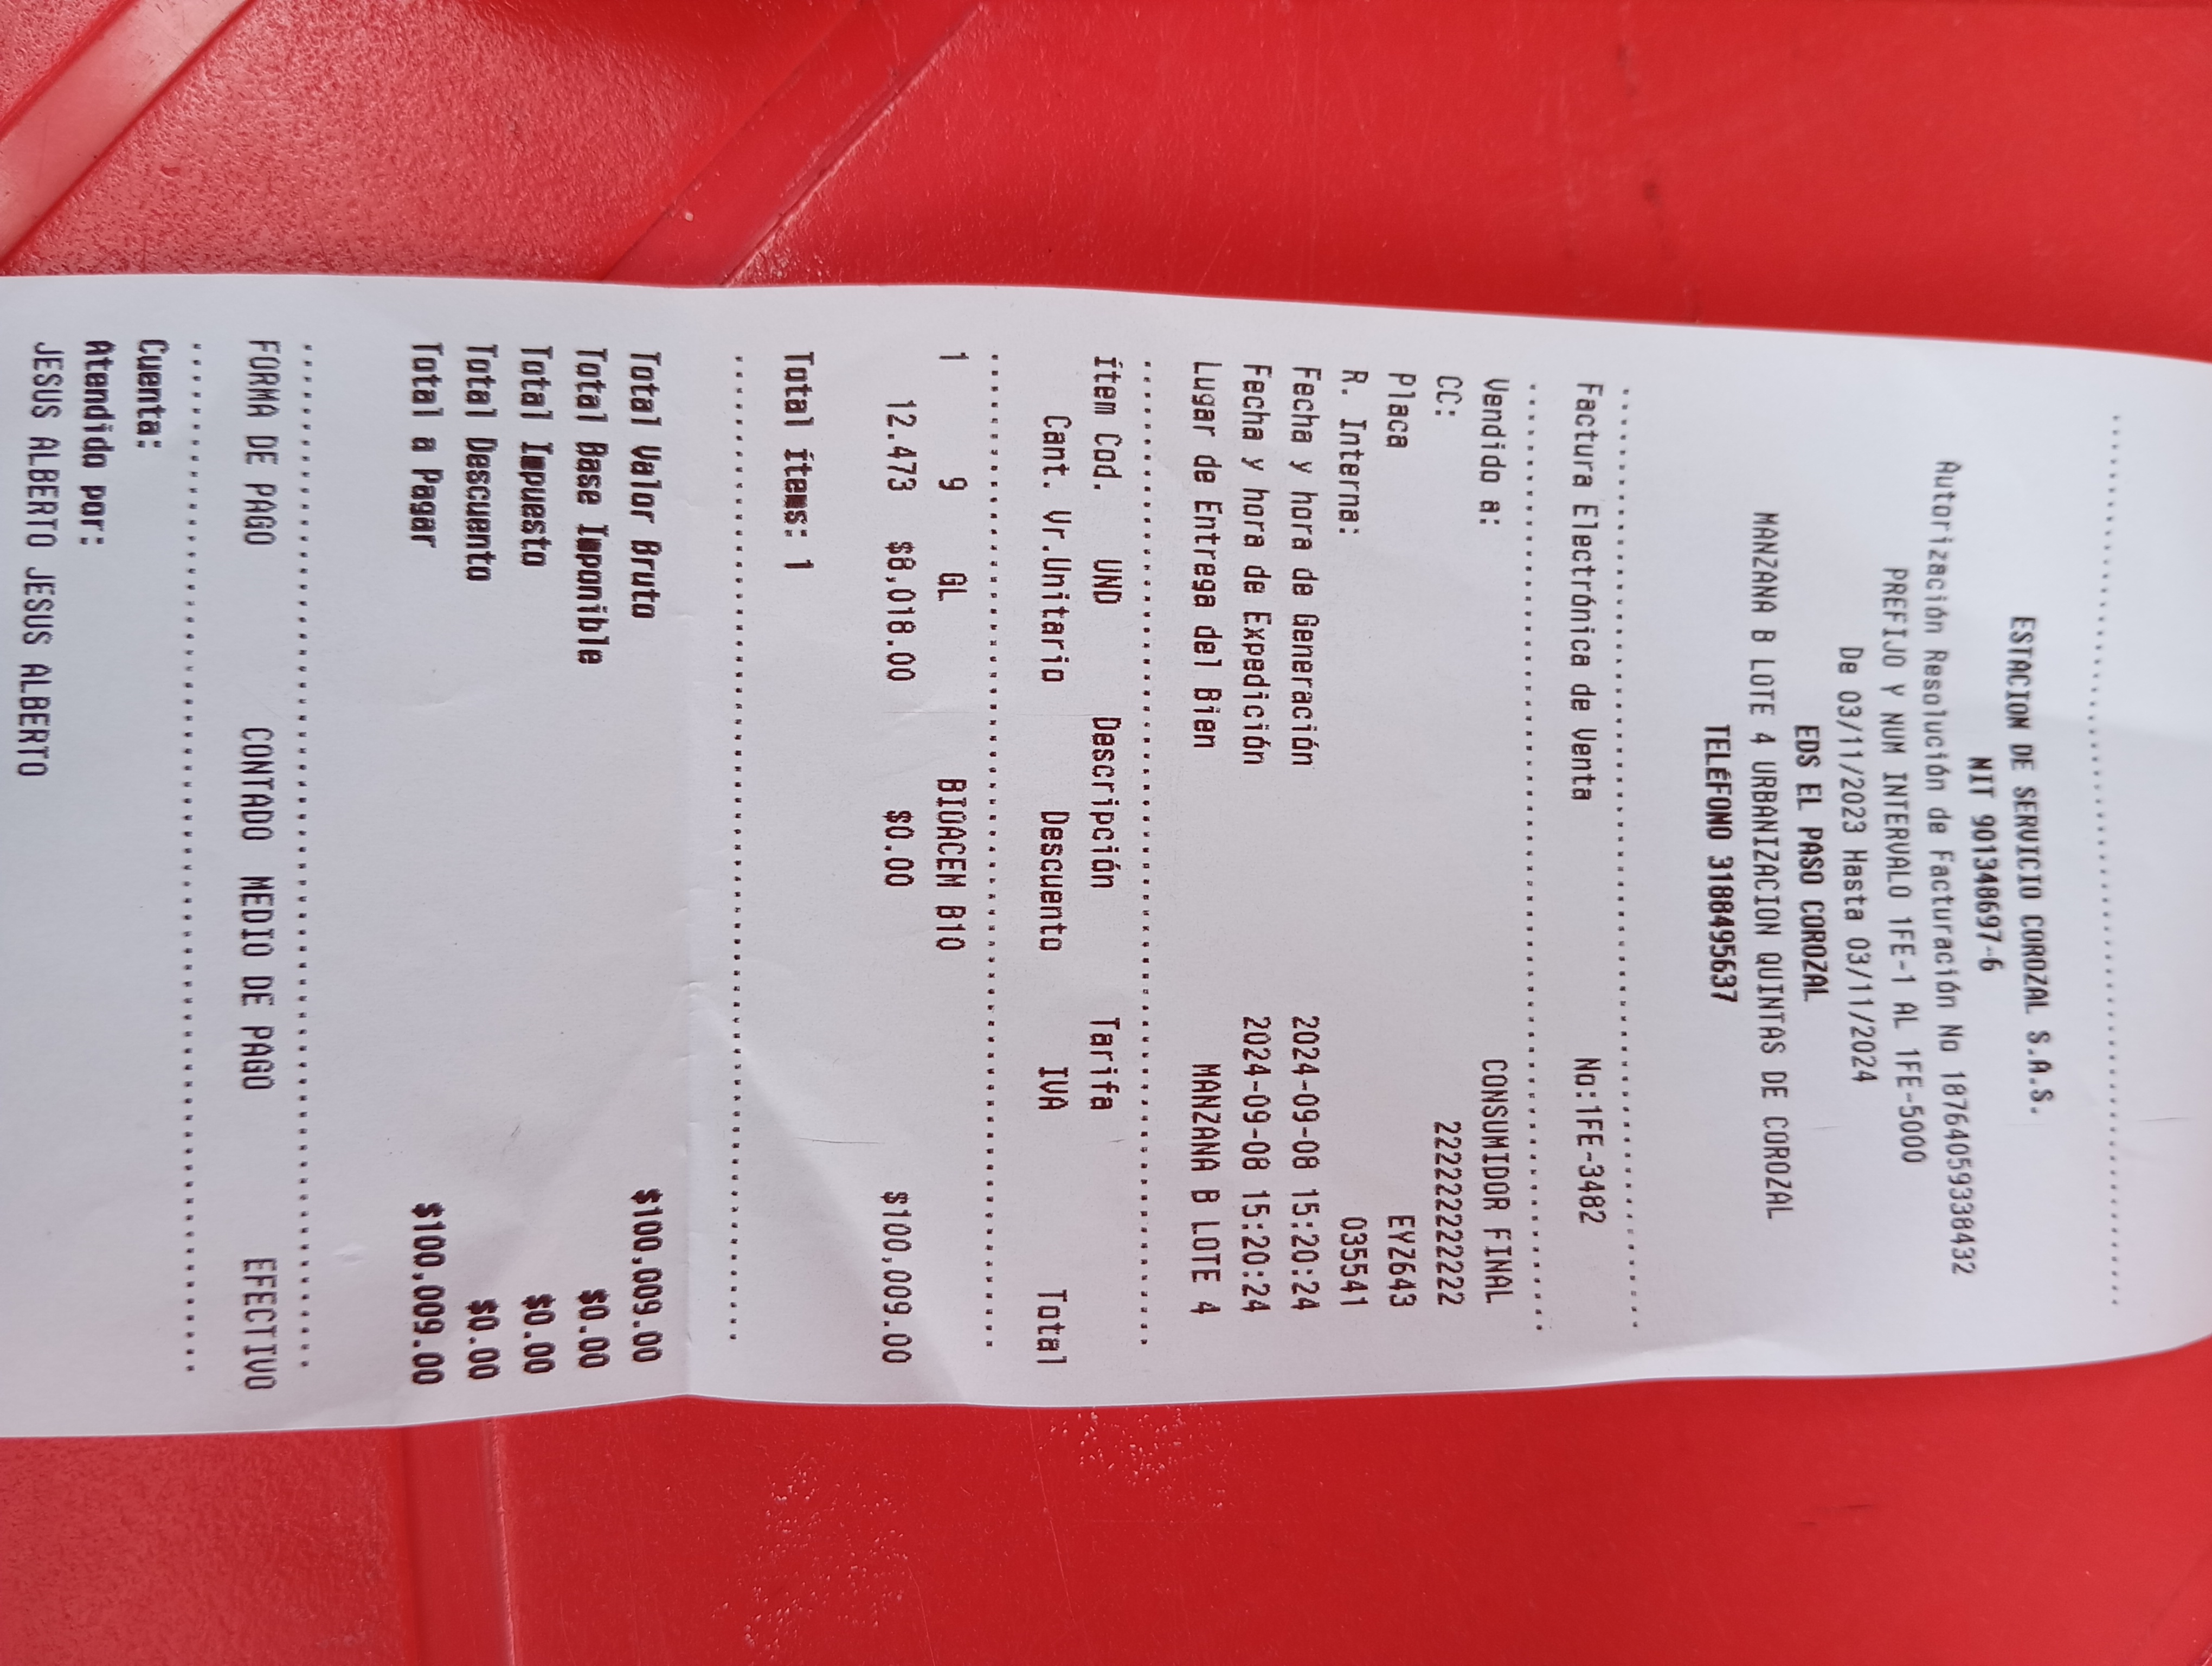 ESTACION DE SERVICIO COROZAL S.A.S.
NIT 901348697-6
Autorización Resolución de Facturación No 18764059338432
PREFIJO Y NUM INTERVALO 1FE-1 AL 1FE-5000
De 03/11/2023 Hasta 03/11/2024
EDS EL PASO COROZAL
MANZANA B LOTE 4 URBANIZACION QUINTAS DE COROZAL
TELÉFONO 3188495637
Factura Electrónica de Venta No:1FE-3482
Vendido a: CONSUMIDOR FINAL
CC: 222222222222
Placa EYZ643
R. Interna: 035541
Fecha y hora de Generación 2024-09-08 15:20:24
Fecha y hora de Expedición 2024-09-08 15:20:24
Lugar de Entrega del Bien MANZANA B LOTE 4
Ítem Cod. UND Descripción Tarifa
Cant. Vr.Unitario Descuento IVA Total
1 9 GL BIOACEM B10
12.473 $8,018.00 $0.00 $100,009.00
Total ítems: 1
Total Valor Bruto $100,009.00
Total Base Imponible $0.00
Total Impuesto $0.00
Total Descuento $0.00
Total a Pagar $100,009.00
FORMA DE PAGO CONTADO MEDIO DE PAGO EFECTIVO
Cuenta:
Atendido por:
JESUS ALBERTO JESUS ALBERTO